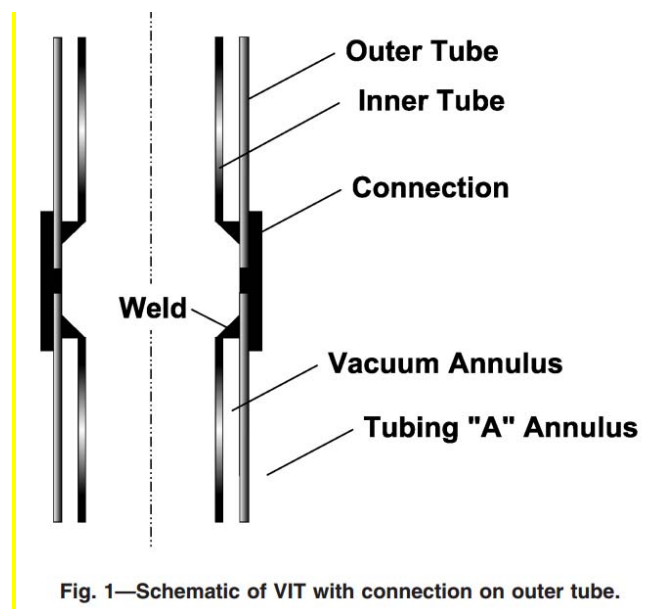 Outer Tube
Inner Tube
Connection
Weld
Vacuum Annulus
Tubing "A" Annulus
Fig. 1—Schematic of VIT with connection on outer tube.